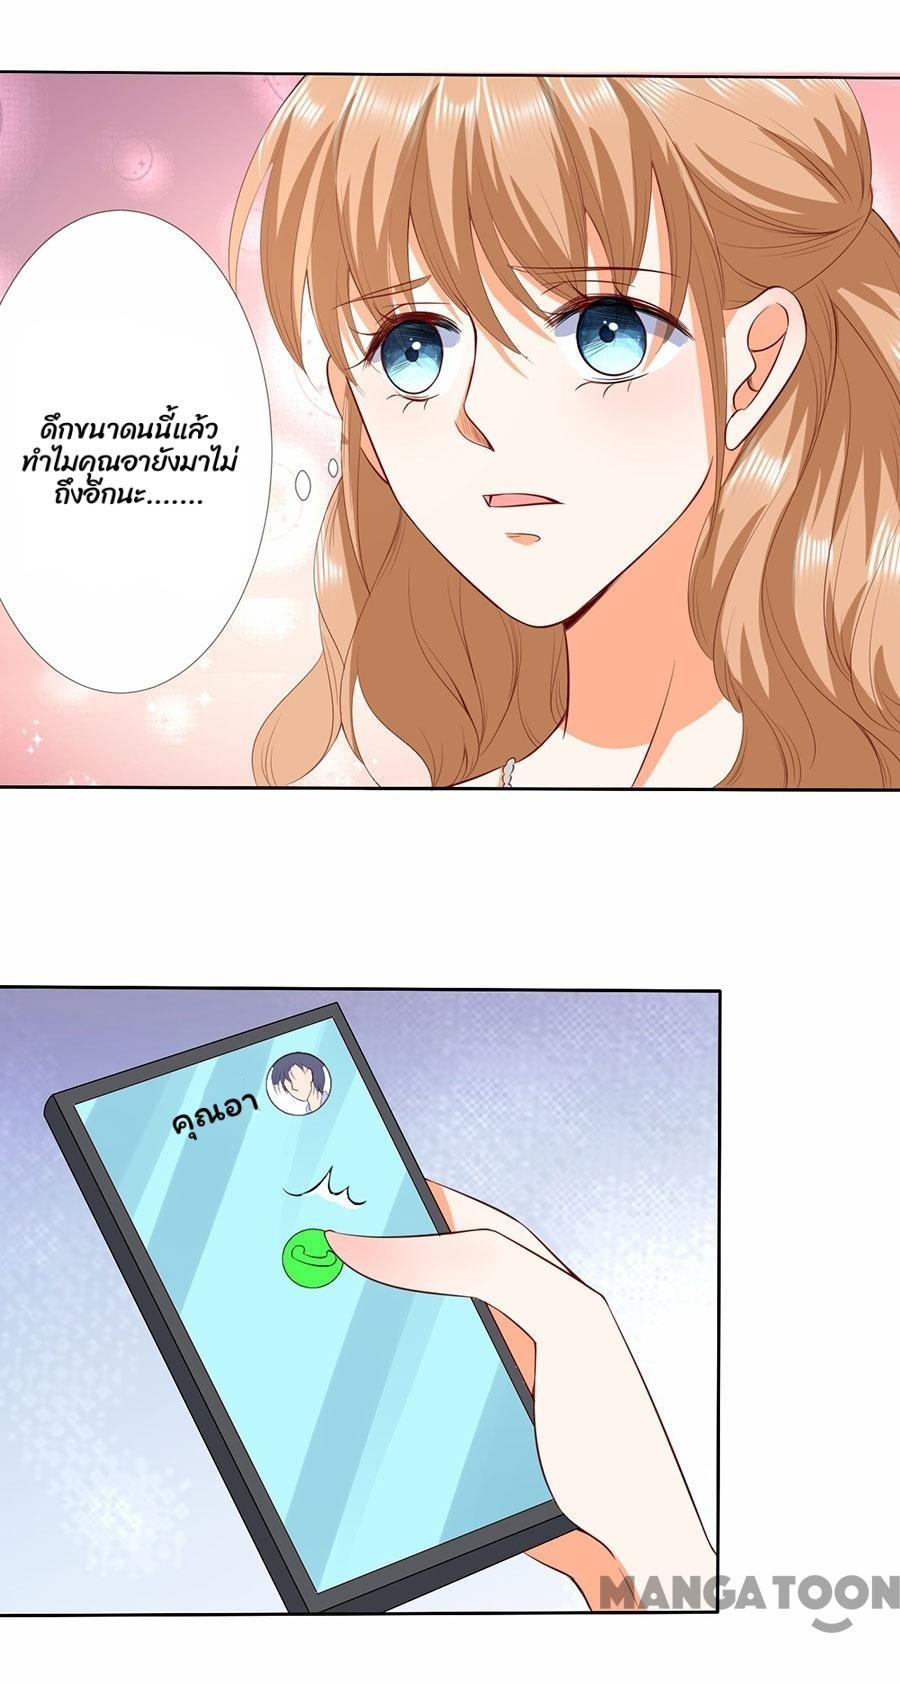 ดึกขนาดนนี้แล้ว
ทำไมคุณอายังมาไม่
ถึงอีกนะ.......
คุณอา
MANGATOON